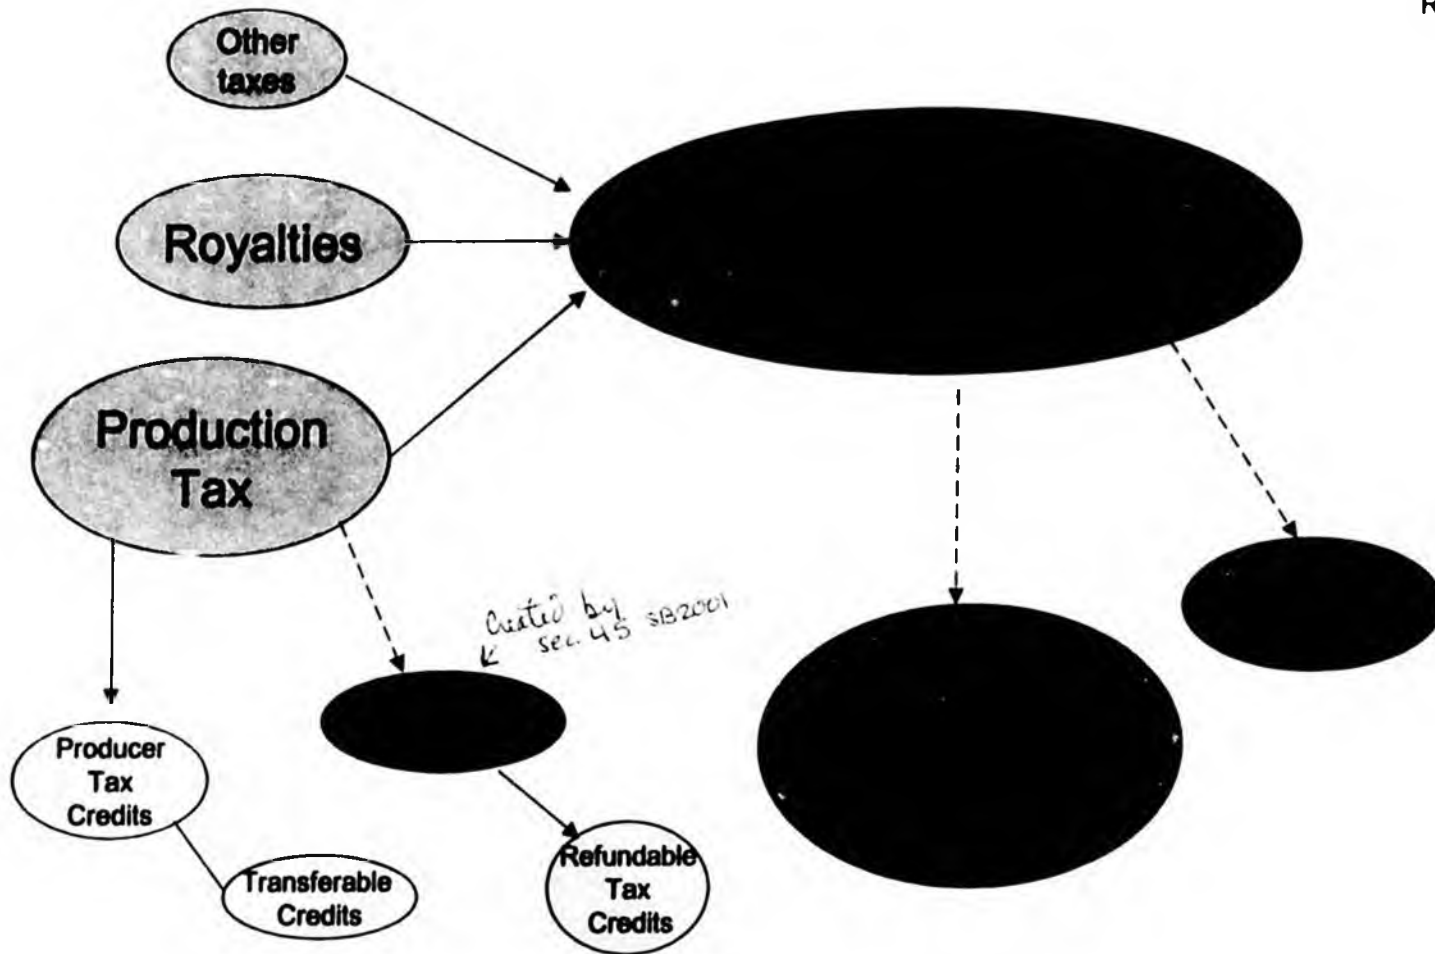 R
Other
taxes
Royalties
Production
Tax
Created by
sec. 45 SB2001
Producer
Tax
Credits
Transferable
Credits
Refundable
Tax
Credits